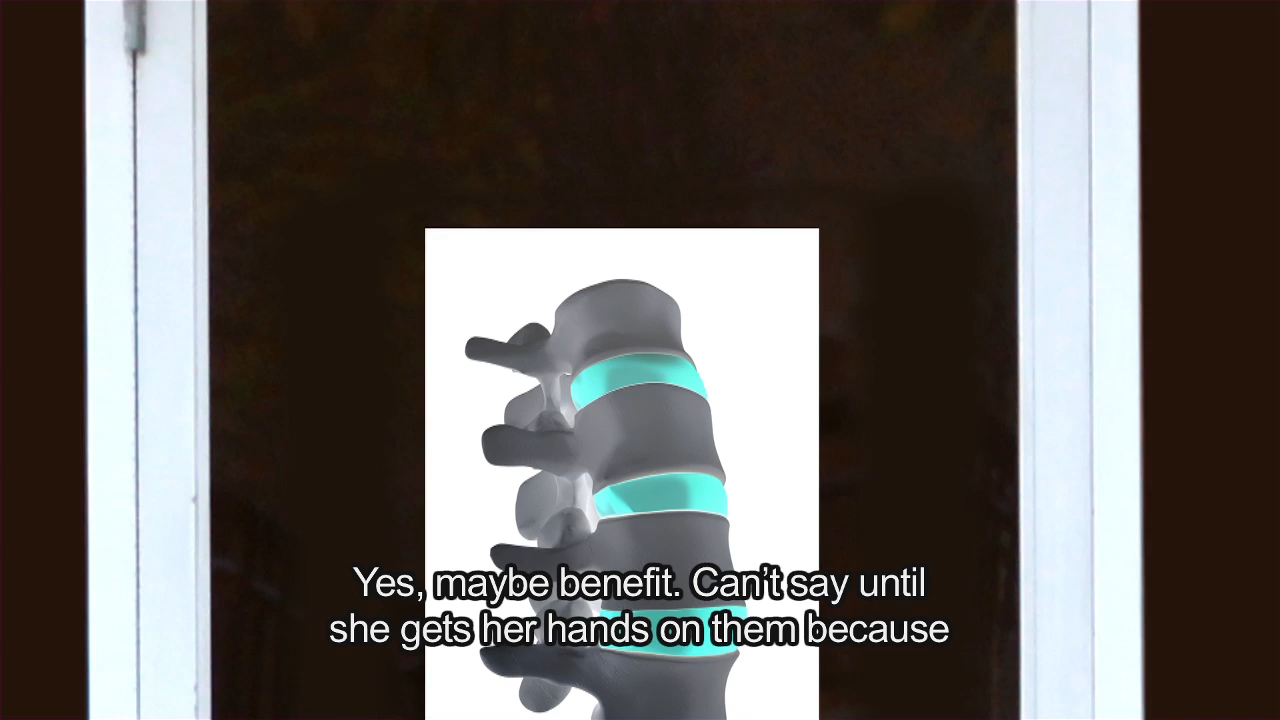 Yes, maybe benefit. Can't say until
she gets her hands on them because